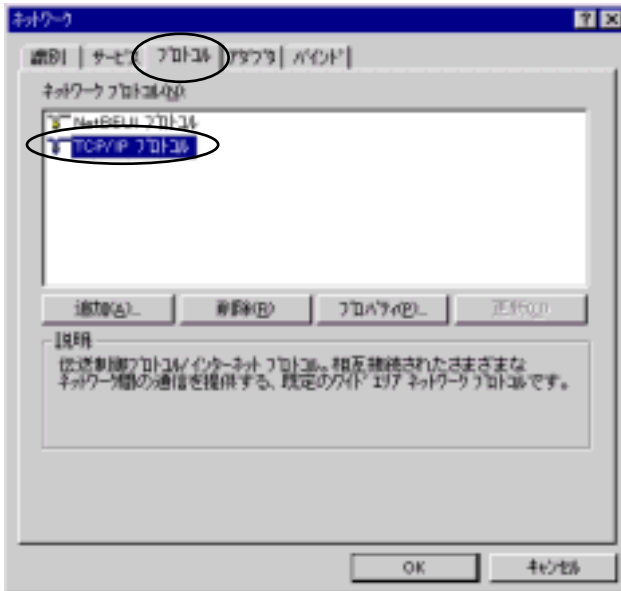 ネットワーク
識別 サービス プロトコル アダプタ バインド
ネットワーク プロトコル(N):
NetBEUI プロトコル
TCP/IP プロトコル
追加(A)... 削除(R) プロパティ(P)... 更新(U)
説明
伝送制御プロトコル/インターネット プロトコル。相互接続されたさまざまな
ネットワーク間の通信を提供する、既定のワイド エリア ネットワーク プロトコルです。
OK キャンセル